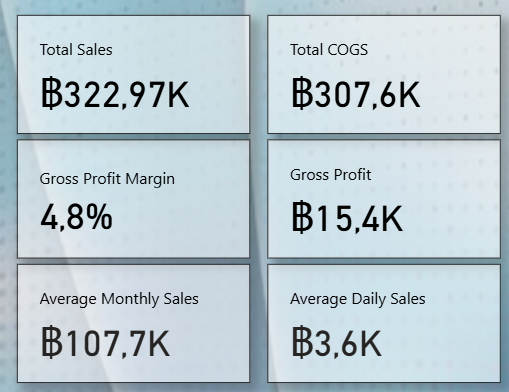 Total Sales
฿322,97K
Total COGS
฿307,6K
Gross Profit Margin
4,8%
Gross Profit
฿15,4K
Average Monthly Sales
฿107,7K
Average Daily Sales
฿3,6K